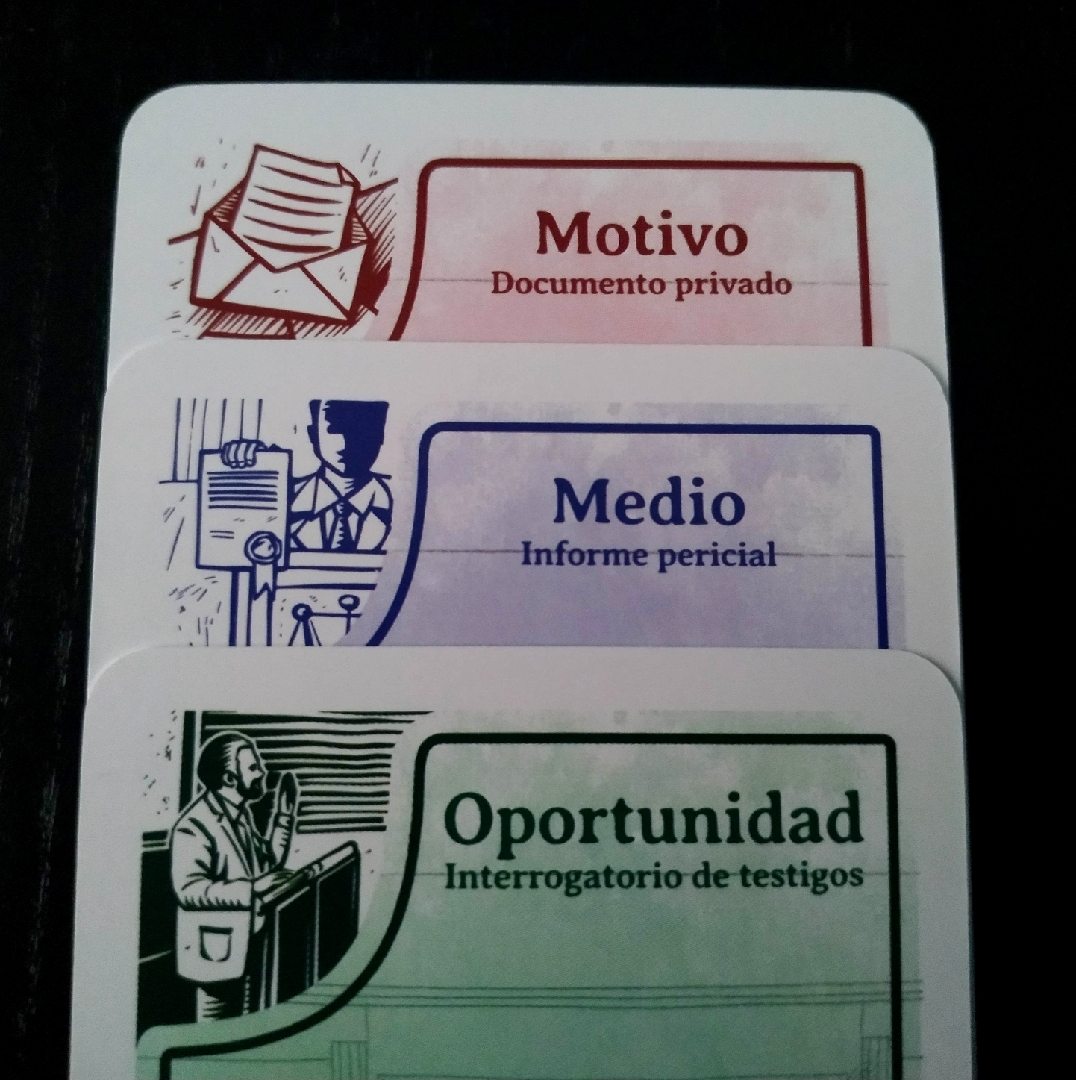 Motivo
Documento privado
Medio
Informe pericial
Oportunidad
Interrogatorio de testigos